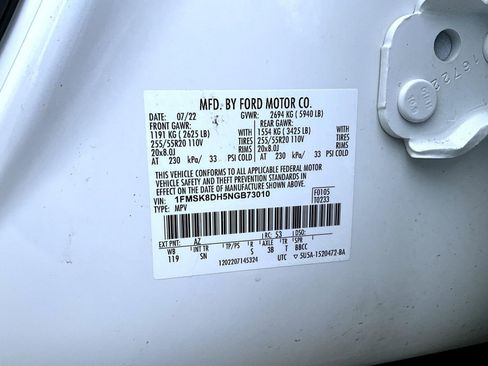 MFD. BY FORD MOTOR CO.
DATE: 07/22 GVWR: 2694 KG (5940 LB)
FRONT GAWR: REAR GAWR:
1191 KG (2625 LB) WITH 1554 KG (3425 LB) WITH
255/55R20 110V TIRES 255/55R20 110V TIRES
20x8.0J RIMS 20x8.0J RIMS
AT 230 kPa/ 33 PSI COLD AT 230 kPa/ 33 PSI COLD
THIS VEHICLE CONFORMS TO ALL APPLICABLE FEDERAL MOTOR
VEHICLE SAFETY AND THEFT PREVENTION STANDARDS IN
EFFECT ON THE DATE OF MANUFACTURE SHOWN ABOVE.
VIN: 1FMSK8DH5NGB73010 F0105
TYPE: MPV T0233
EXT PNT: AZ RC: 53
WB INT TR TP/PS R AXLE TR SPR
119 SN S 3B T BBCC
1202207145324 UTC 5U5A-1520472-BA